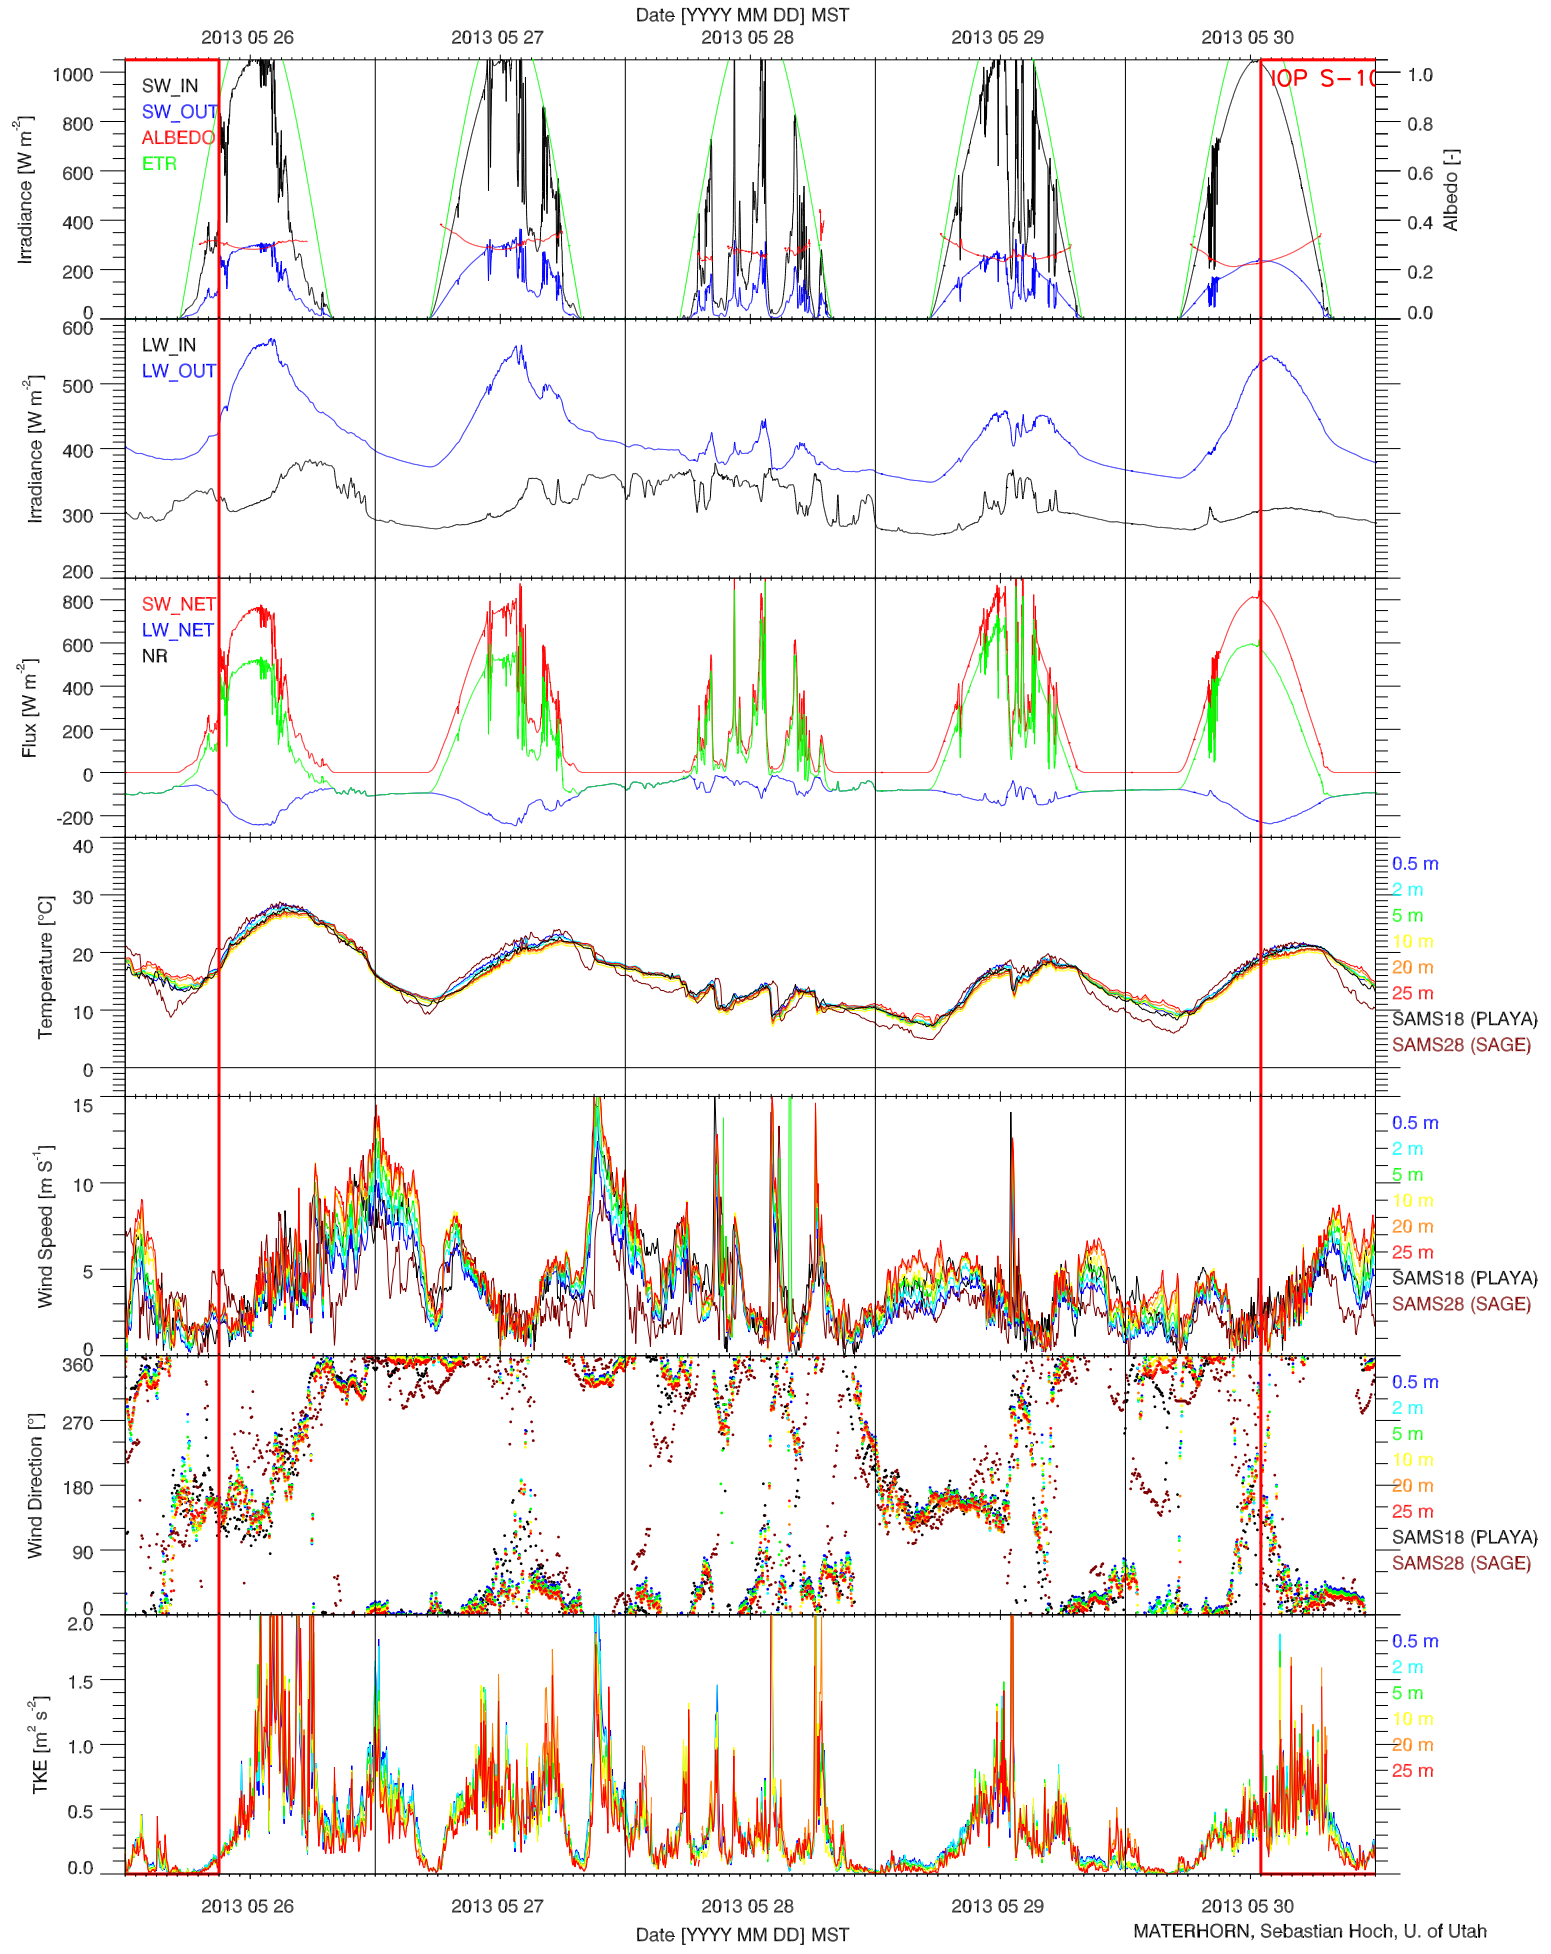 Date [YYYY MM DD] MST
2013 05 26 2013 05 27 2013 05 28 2013 05 29 2013 05 30
Irradiance [W m-2]
1000
800
600
400
200
0
SW_IN
SW_OUT
ALBEDO
ETR
IOP S-10
1.0
0.8
0.6
0.4
0.2
0.0
Albedo [-]
Irradiance [W m-2]
600
500
400
300
200
LW_IN
LW_OUT
Flux [W m-2]
800
600
400
200
0
-200
SW_NET
LW_NET
NR
Temperature [°C]
40
30
20
10
0
0.5 m
2 m
5 m
10 m
20 m
25 m
SAMS18 (PLAYA)
SAMS28 (SAGE)
Wind Speed [m S-1]
15
10
5
0
0.5 m
2 m
5 m
10 m
20 m
25 m
SAMS18 (PLAYA)
SAMS28 (SAGE)
Wind Direction [°]
360
270
180
90
0
0.5 m
2 m
5 m
10 m
20 m
25 m
SAMS18 (PLAYA)
SAMS28 (SAGE)
TKE [m2 s-2]
2.0
1.5
1.0
0.5
0.0
0.5 m
2 m
5 m
10 m
20 m
25 m
2013 05 26 2013 05 27 2013 05 28 2013 05 29 2013 05 30
Date [YYYY MM DD] MST
MATERHORN, Sebastian Hoch, U. of Utah